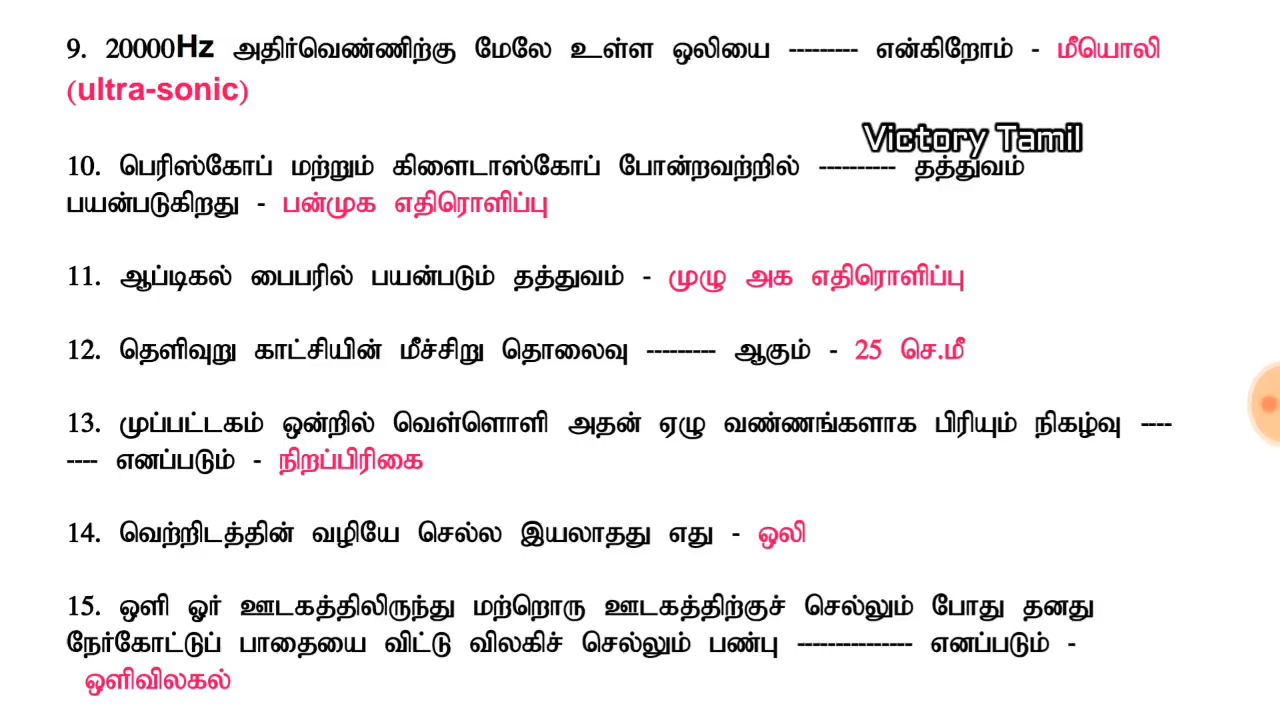 9. 20000Hz அதிர்வெண்ணிற்கு மேலே உள்ள ஒலியை --------- என்கிறோம் - மீயொலி
(ultra-sonic)
Victory Tamil
10. பெரிஸ்கோப் மற்றும் கிளைடாஸ்கோப் போன்றவற்றில் ---------- தத்துவம்
பயன்படுகிறது - பன்முக எதிரொளிப்பு
11. ஆப்டிகல் பைபரில் பயன்படும் தத்துவம் - முழு அக எதிரொளிப்பு
12. தெளிவுறு காட்சியின் மீச்சிறு தொலைவு --------- ஆகும் - 25 செ.மீ
13. முப்பட்டகம் ஒன்றில் வெள்ளொளி அதன் ஏழு வண்ணங்களாக பிரியும் நிகழ்வு ----
---- எனப்படும் - நிறப்பிரிகை
14. வெற்றிடத்தின் வழியே செல்ல இயலாதது எது - ஒலி
15. ஒளி ஓர் ஊடகத்திலிருந்து மற்றொரு ஊடகத்திற்குச் செல்லும் போது தனது
நேர்கோட்டுப் பாதையை விட்டு விலகிச் செல்லும் பண்பு --------------- எனப்படும் -
ஒளிவிலகல்